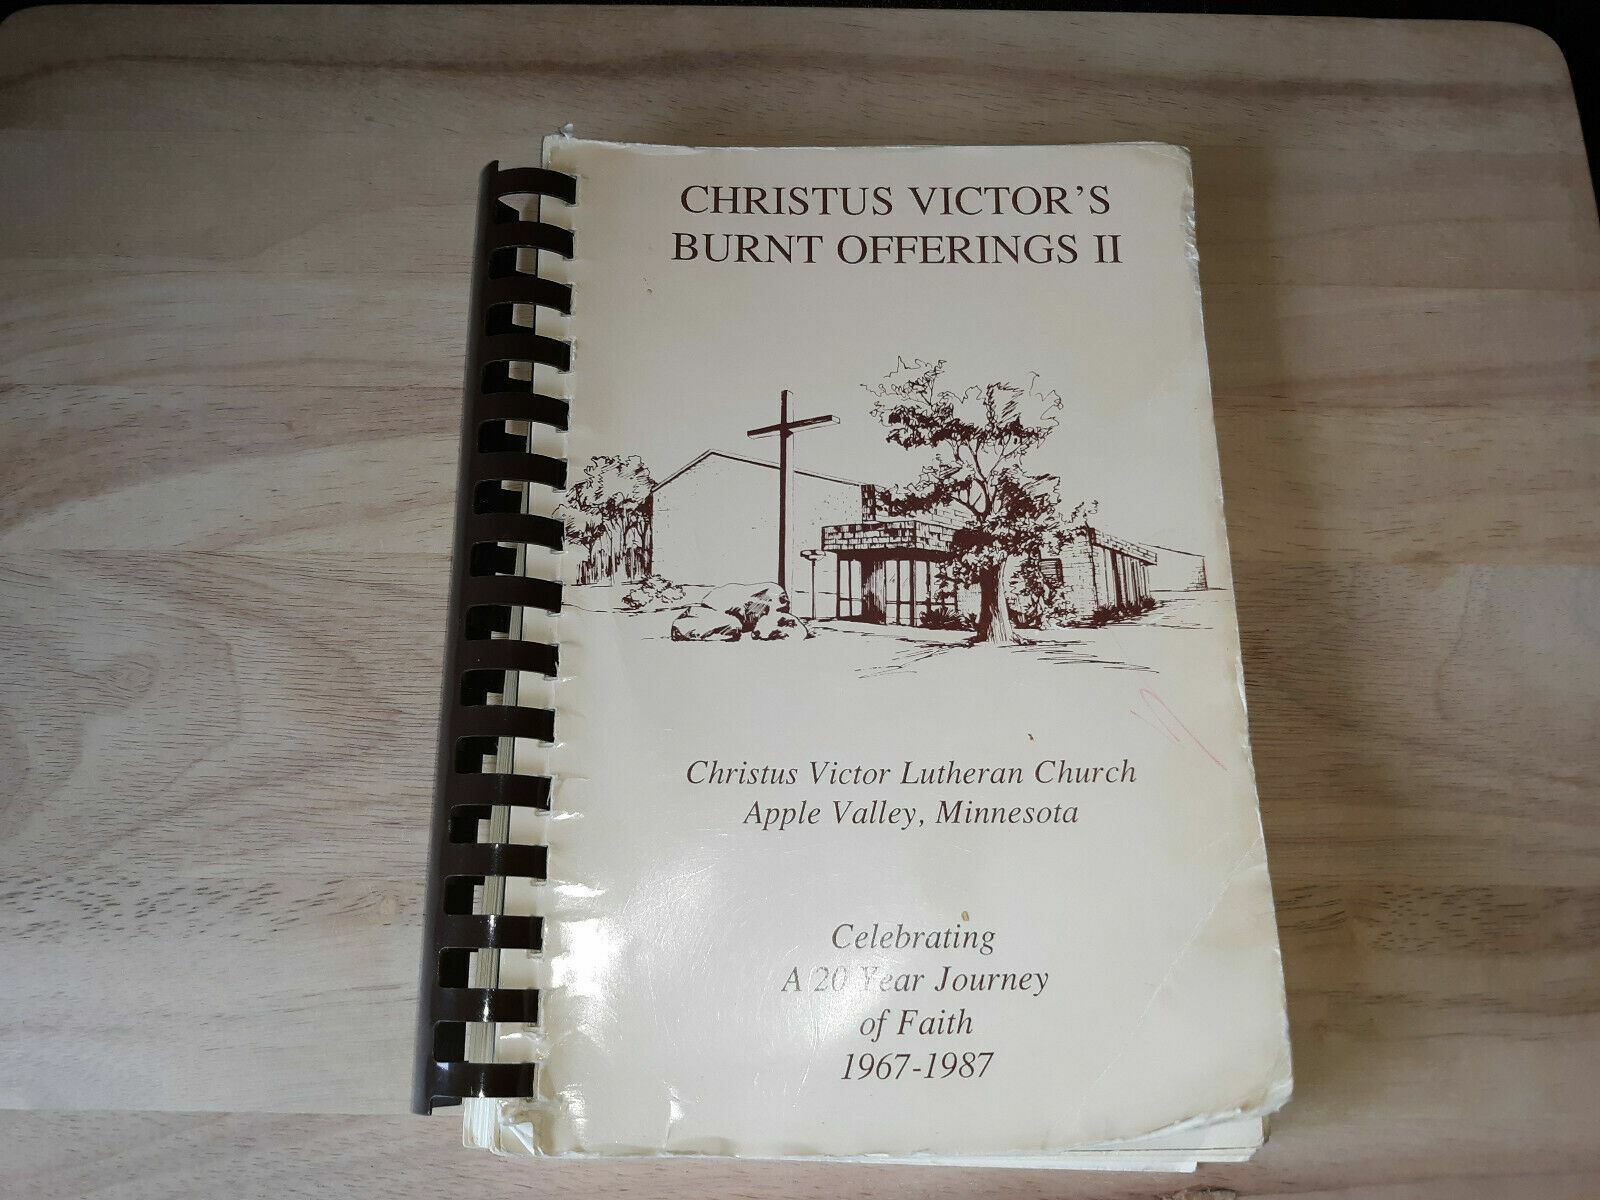 CHRISTUS VICTOR'S
BURNT OFFERINGS II
Christus Victor Lutheran Church
Apple Valley, Minnesota
Celebrating
A 20 Year Journey
of Faith
1967-1987